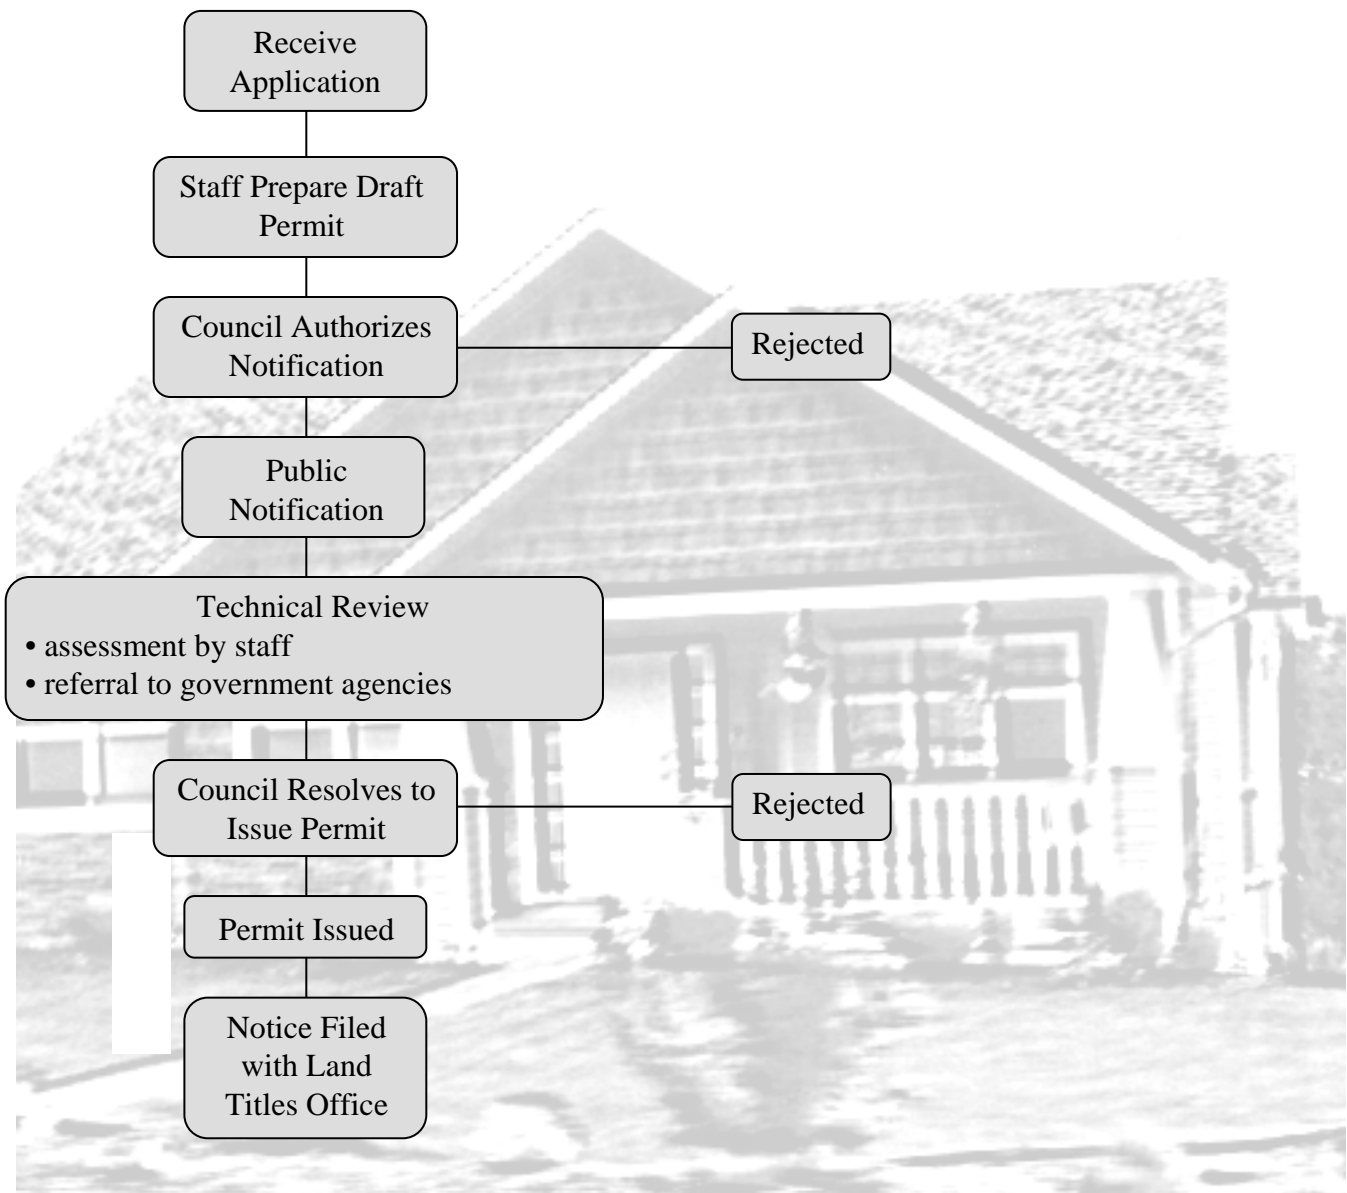 Receive
Application
Staff Prepare Draft
Permit
Council Authorizes
Notification
Rejected
Public
Notification
Technical Review
• assessment by staff
• referral to government agencies
Council Resolves to
Issue Permit
Rejected
Permit Issued
Notice Filed
with Land
Titles Office